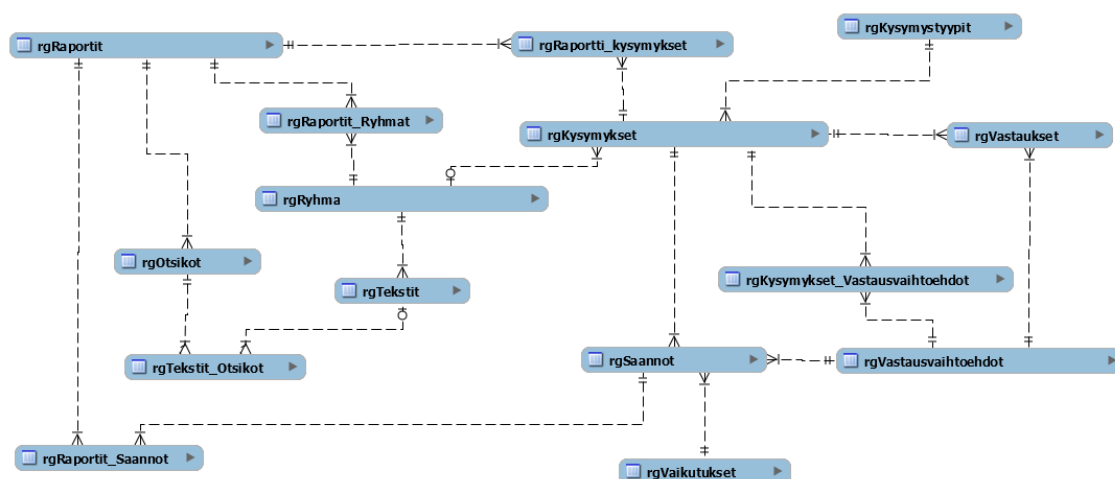 rgKysymystyypit
rgRaportit
rgRaportti_kysymykset
rgRaportit_Ryhmat
rgKysymykset
rgVastaukset
rgRyhma
rgOtsikot
rgKysymykset_Vastausvaihtoehdot
rgTekstit
rgTekstit_Otsikot
rgSaannot
rgVastausvaihtoehdot
rgRaportit_Saannot
rgVaikutukset